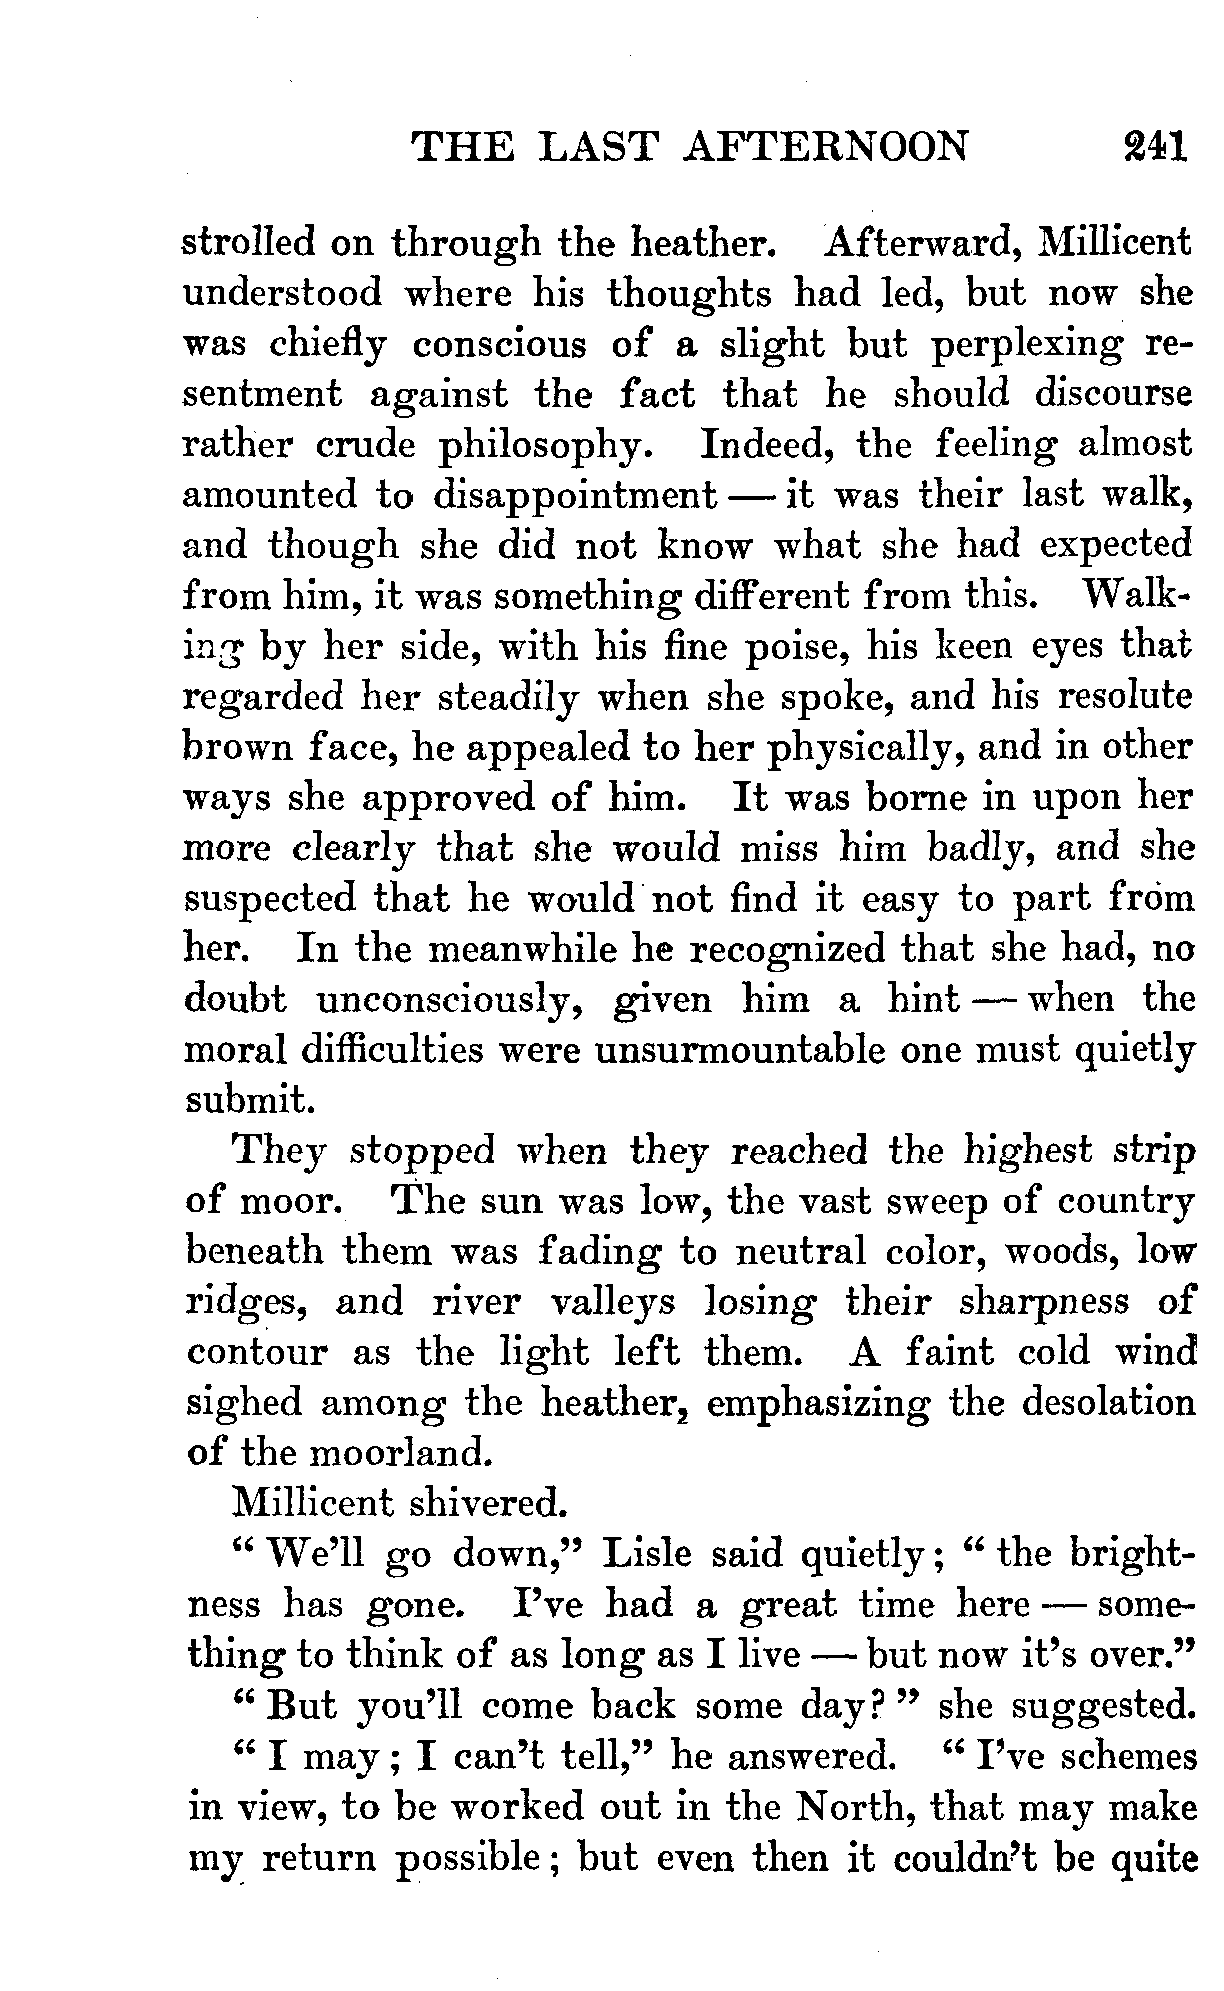 THE LAST AFTERNOON 241
strolled on through the heather. Afterward, Millicent
understood where his thoughts had led, but now she
was chiefly conscious of a slight but perplexing re-
sentment against the fact that he should discourse
rather crude philosophy. Indeed, the feeling almost
amounted to disappointment — it was their last walk,
and though she did not know what she had expected
from him, it was something different from this. Walk-
ing by her side, with his fine poise, his keen eyes that
regarded her steadily when she spoke, and his resolute
brown face, he appealed to her physically, and in other
ways she approved of him. It was borne in upon her
more clearly that she would miss him badly, and she
suspected that he would not find it easy to part from
her. In the meanwhile he recognized that she had, no
doubt unconsciously, given him a hint — when the
moral difficulties were unsurmountable one must quietly
submit.
They stopped when they reached the highest strip
of moor. The sun was low, the vast sweep of country
beneath them was fading to neutral color, woods, low
ridges, and river valleys losing their sharpness of
contour as the light left them. A faint cold wind
sighed among the heather, emphasizing the desolation
of the moorland.
Millicent shivered.
“ We'll go down,” Lisle said quietly ; “ the bright-
ness has gone. I've had a great time here — some-
thing to think of as long as I live — but now it's over.”
“ But you'll come back some day? ” she suggested.
“ I may ; I can't tell,” he answered. “ I've schemes
in view, to be worked out in the North, that may make
my return possible ; but even then it couldn't be quite